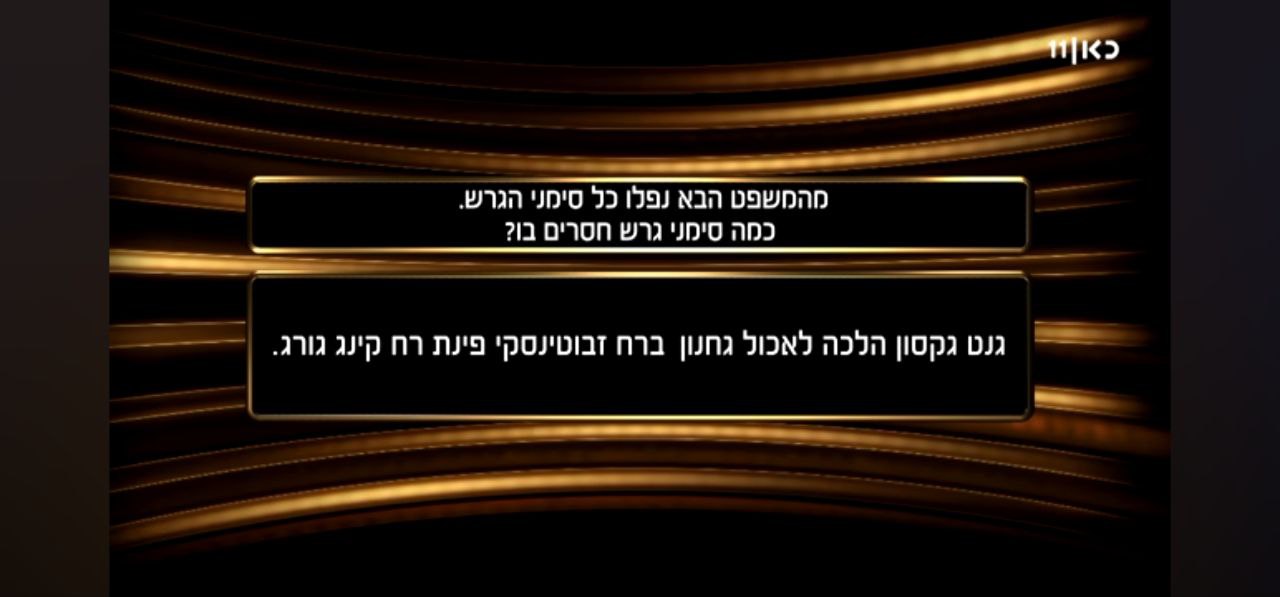 כאן11
מהמשפט הבא נפלו כל סימני הגרש.
כמה סימני גרש חסרים בו?
גנט גקסון הלכה לאכול גחנון ברח זבוטינסקי פינת רח קינג גורג.